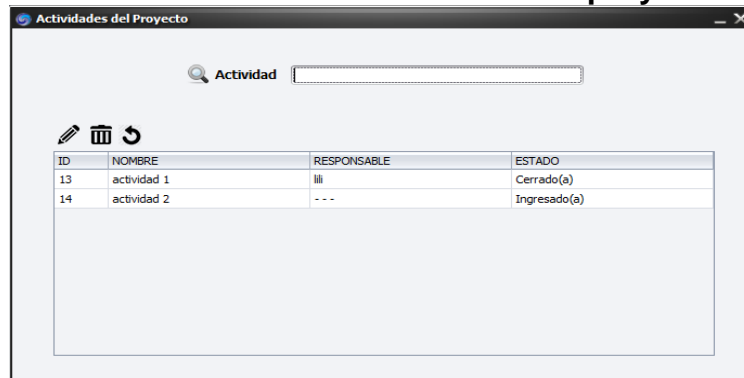 Actividades del Proyecto
Actividad
ID NOMBRE RESPONSABLE ESTADO
13 actividad 1 lili Cerrado(a)
14 actividad 2 - - - Ingresado(a)